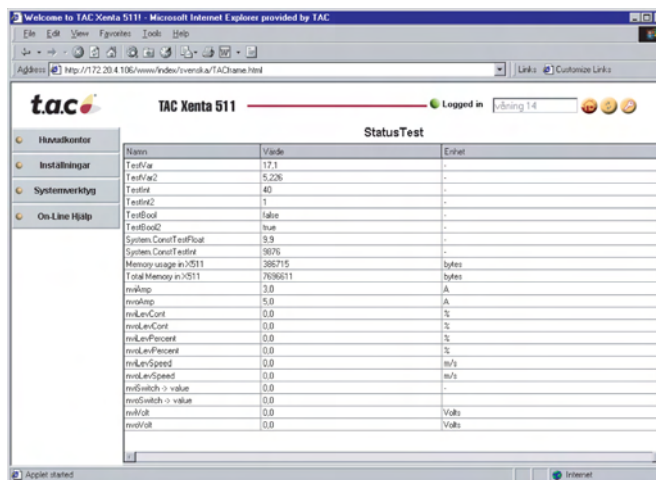 Welcome to TAC Xenta 511! - Microsoft Internet Explorer provided by TAC
File Edit View Favorites Tools Help
Address http://172.20.4.106/www/index/svenska/TACframe.html Links Customize Links
t.a.c TAC Xenta 511 Logged in våning 14
StatusTest
Huvudkontor
Inställningar
Systemverktyg
On-Line Hjälp
Namn Värde Enhet
TestVar 17,1 -
TestVar2 5,226 -
TestInt 40 -
TestInt2 1 -
TestBool false -
TestBool2 true -
System.ConstTestFloat 9,9 -
System.ConstTestInt 9876 -
Memory usage in X511 386715 bytes
Total Memory in X511 7696611 bytes
nviAmp 3,0 A
nvoAmp 5,0 A
nviLevCont 0,0 %
nvoLevCont 0,0 %
nviLevPercent 0,0 %
nvoLevPercent 0,0 %
nviLevSpeed 0,0 m/s
nvoLevSpeed 0,0 m/s
nviSwitch -> value 0,0 -
nvoSwitch -> value 0,0
nviVolt 0,0 Volts
nvoVolt 0,0 Volts
Applet started Internet